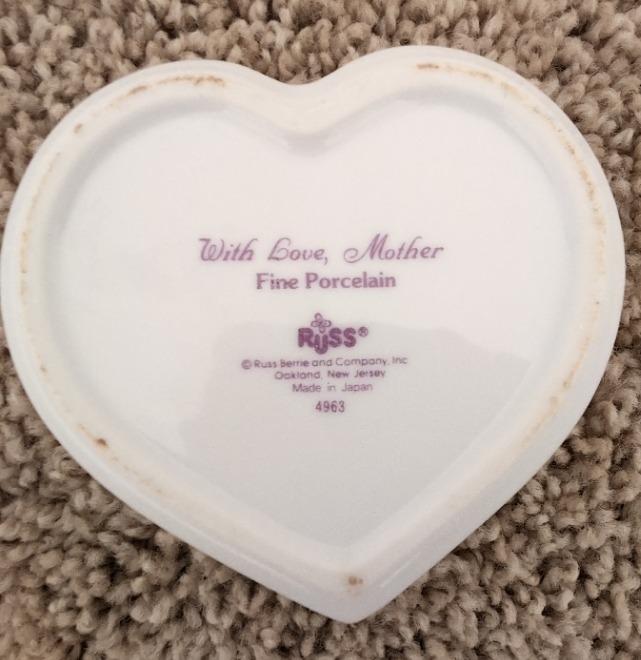 With Love, Mother
Fine Porcelain
RUSS®
© Russ Berrie and Company, Inc
Oakland, New Jersey
Made in Japan
4963